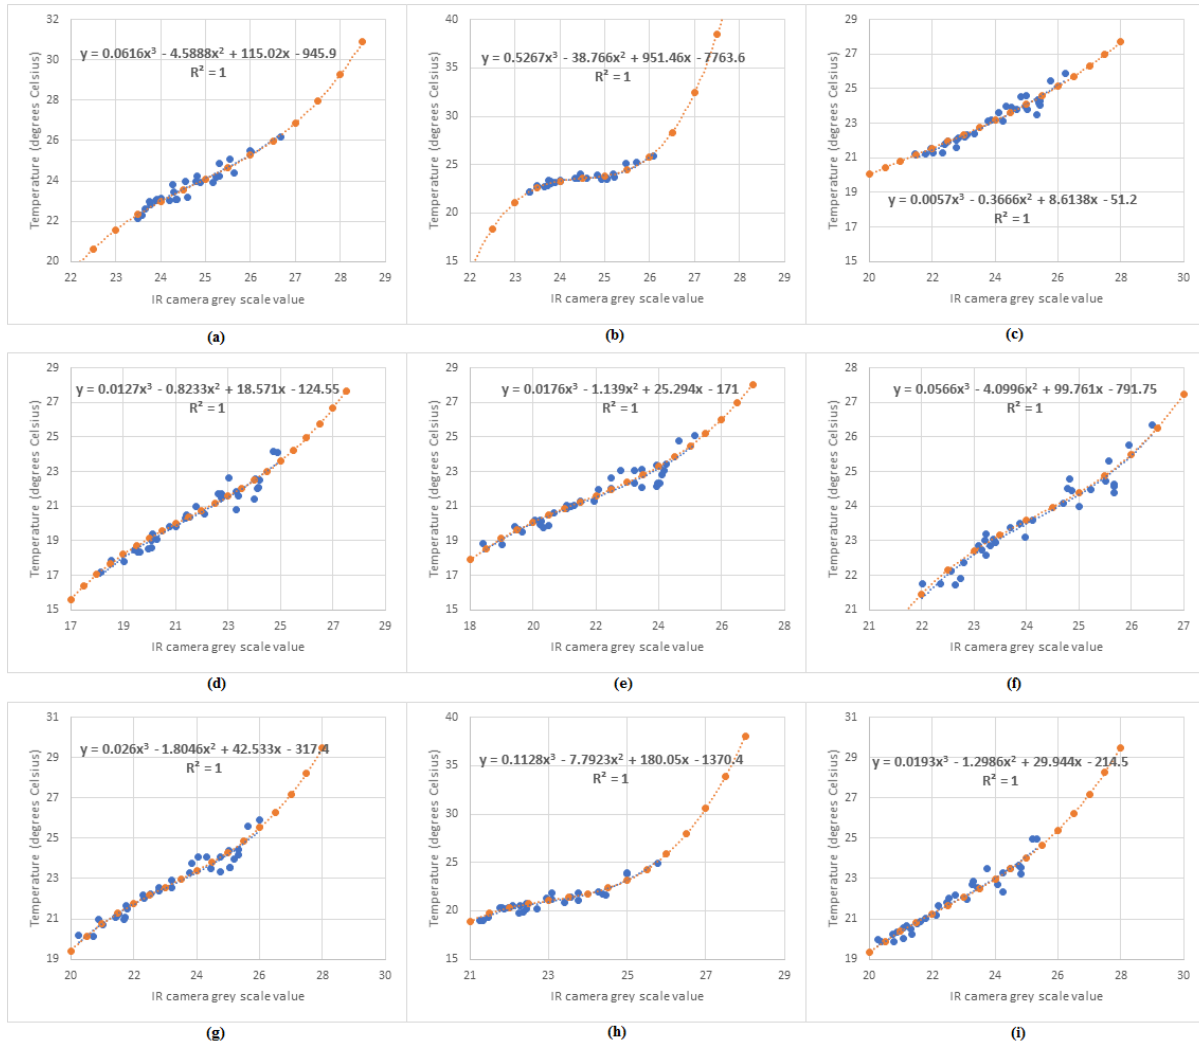 y = 0.0616x³ - 4.5888x² + 115.02x - 945.9
R² = 1
Temperature (degrees Celsius)
32
30
28
26
24
22
20
22 23 24 25 26 27 28 29
IR camera grey scale value
(a)
y = 0.5267x³ - 38.766x² + 951.46x - 7763.6
R² = 1
Temperature (degrees Celsius)
40
35
30
25
20
15
22 23 24 25 26 27 28 29
IR camera grey scale value
(b)
y = 0.0057x³ - 0.3666x² + 8.6138x - 51.2
R² = 1
Temperature (degrees Celsius)
29
27
25
23
21
19
17
15
20 22 24 26 28 30
IR camera grey scale value
(c)
y = 0.0127x³ - 0.8233x² + 18.571x - 124.55
R² = 1
Temperature (degrees Celsius)
29
27
25
23
21
19
17
15
17 19 21 23 25 27 29
IR camera grey scale value
(d)
y = 0.0176x³ - 1.139x² + 25.294x - 171
R² = 1
Temperature (degrees Celsius)
29
27
25
23
21
19
17
15
18 20 22 24 26 28
IR camera grey scale value
(e)
y = 0.0566x³ - 4.0996x² + 99.761x - 791.75
R² = 1
Temperature (degrees Celsius)
28
27
26
25
24
23
22
21
21 22 23 24 25 26 27
IR camera grey scale value
(f)
y = 0.026x³ - 1.8046x² + 42.533x - 317.4
R² = 1
Temperature (degrees Celsius)
31
29
27
25
23
21
19
20 22 24 26 28 30
IR camera grey scale value
(g)
y = 0.1128x³ - 7.7923x² + 180.05x - 1370.4
R² = 1
Temperature (degrees Celsius)
40
35
30
25
20
15
21 23 25 27 29
IR camera grey scale value
(h)
y = 0.0193x³ - 1.2986x² + 29.944x - 214.5
R² = 1
Temperature (degrees Celsius)
31
29
27
25
23
21
19
20 22 24 26 28 30
IR camera grey scale value
(i)